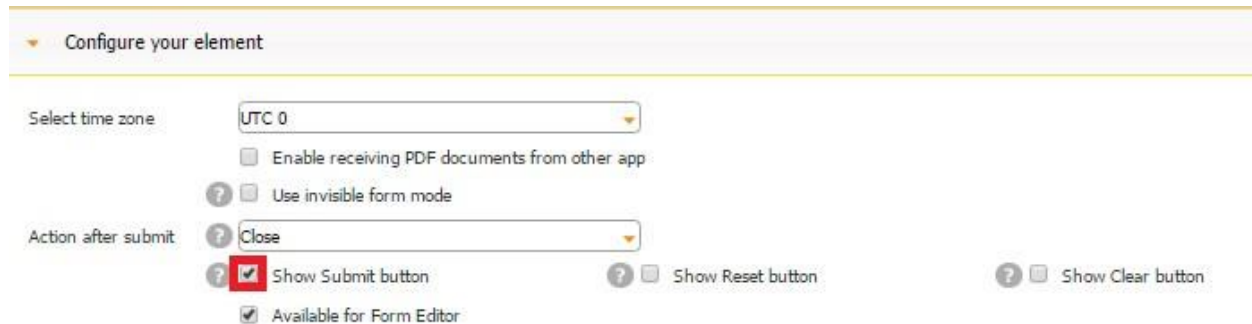 Configure your element
Select time zone UTC 0
Enable receiving PDF documents from other app
? Use invisible form mode
Action after submit ? Close
? Show Submit button ? Show Reset button ? Show Clear button
Available for Form Editor